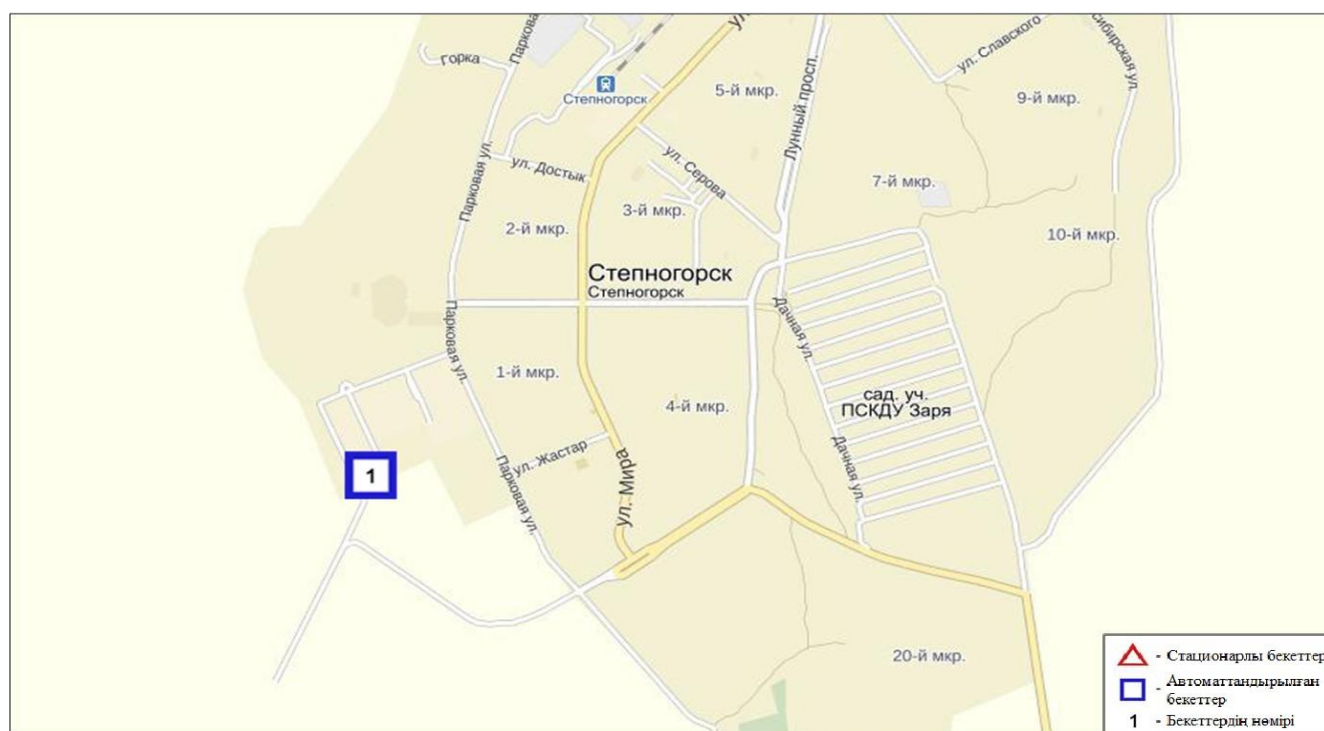 Горка
Парковая
ул.
ул. Славского
сибирская ул.
Степногорск
5-й мкр.
9-й мкр.
Лунный просп.
Парковая ул.
ул. Достык
ул. Серова
7-й мкр.
3-й мкр.
2-й мкр.
10-й мкр.
Степногорск
Степногорск
Парковая ул.
Дачная ул.
1-й мкр.
4-й мкр.
сад. уч.
ПСКДУ Заря
ул. Жастар
ул. Мира
Дачная ул.
1
Парковая ул.
20-й мкр.
- Стационарлы бекеттер
- Автоматтандырылған
бекеттер
1 - Бекеттердің нөмірі